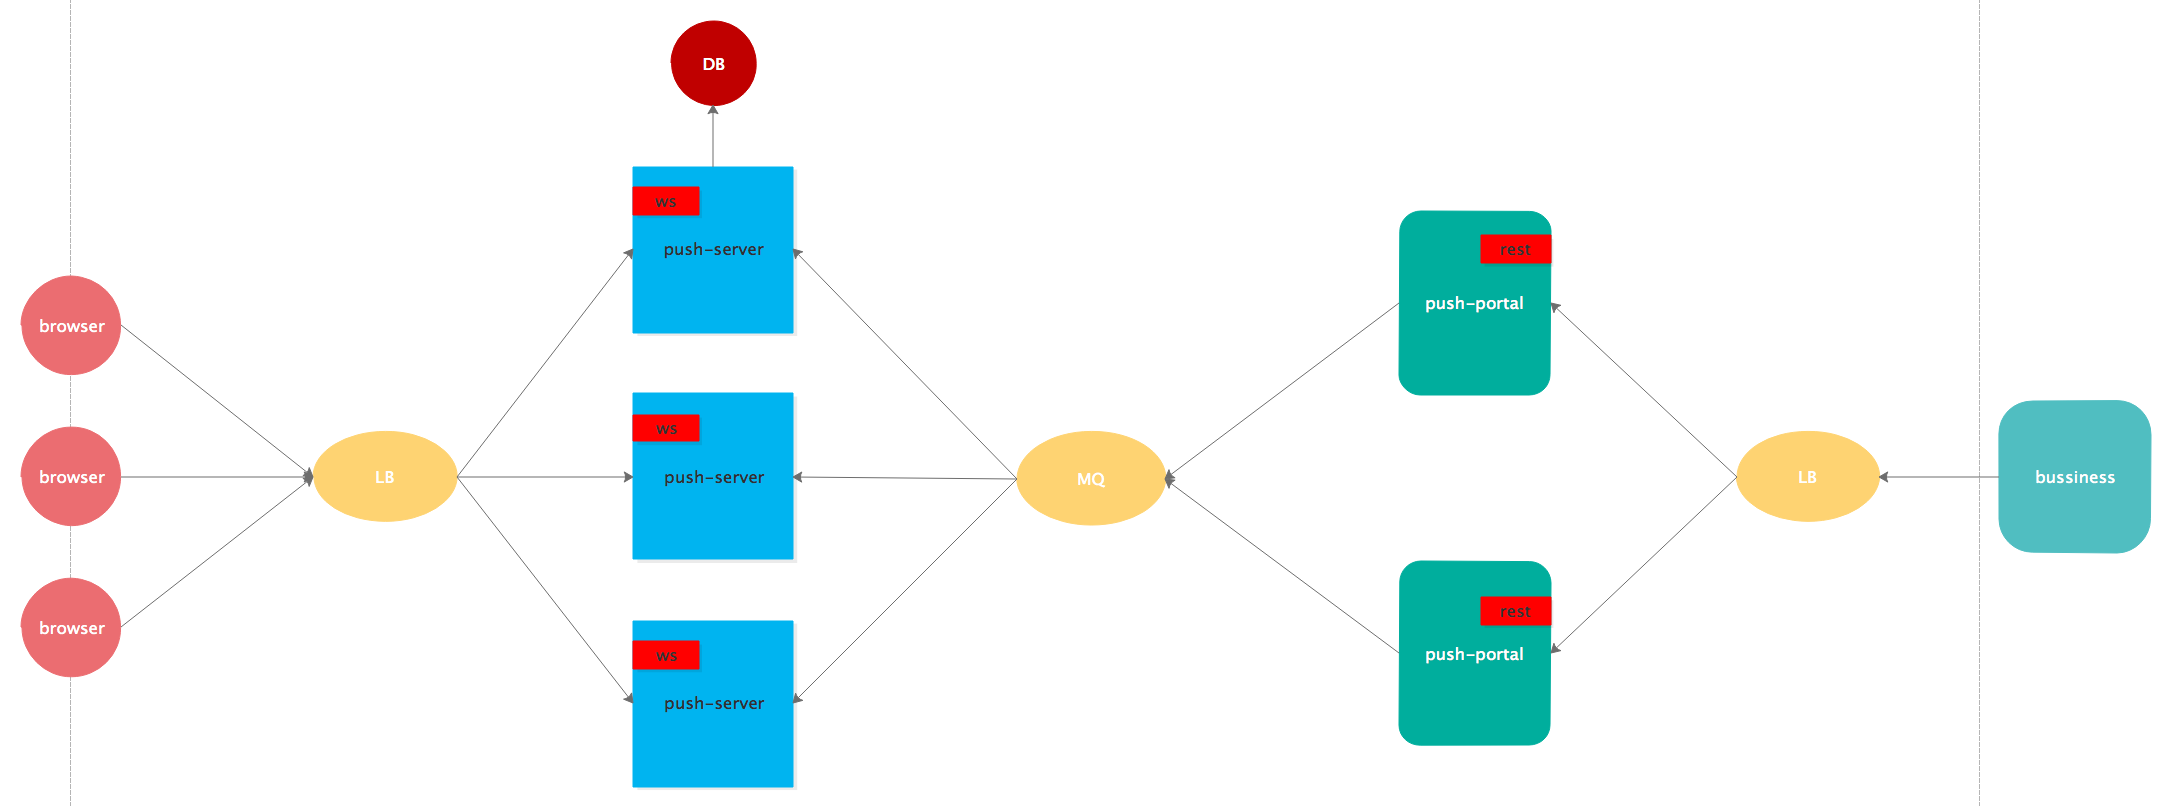 DB
ws
push-server
rest
push-portal
browser
browser
LB
ws
push-server
MQ
LB
bussiness
browser
ws
push-server
rest
push-portal